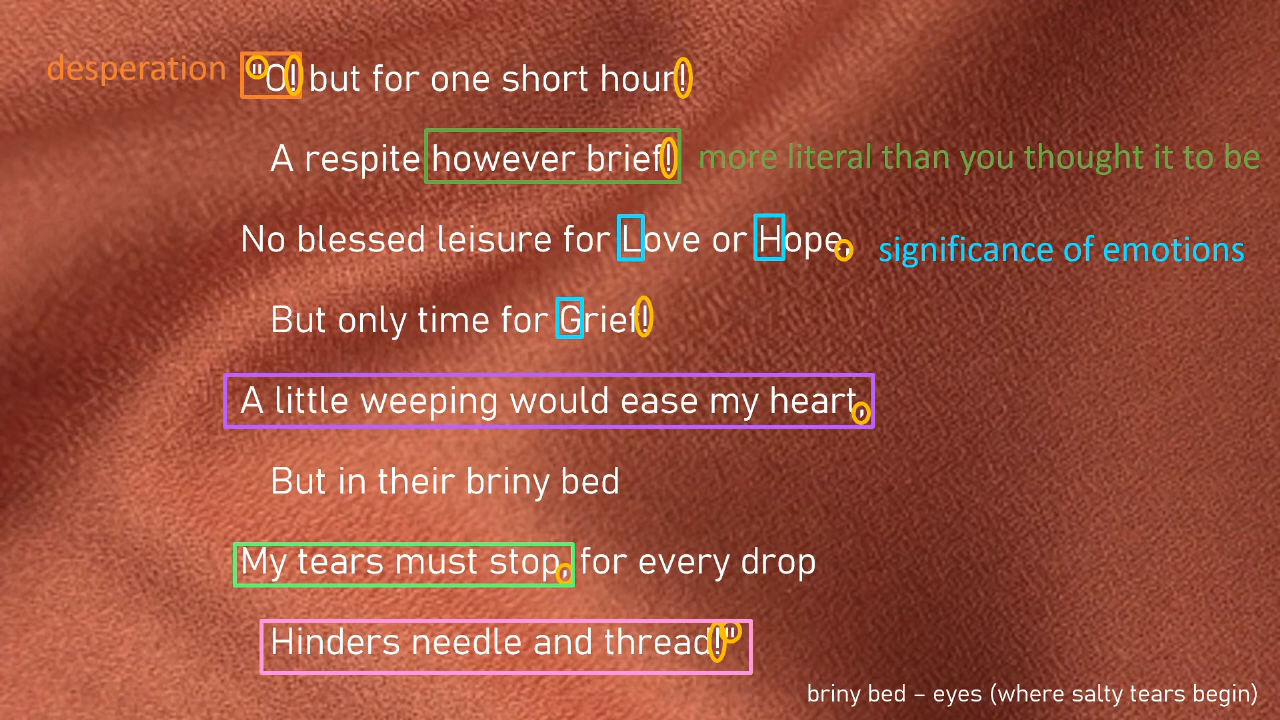 desperation "O! but for one short hour!
A respite however brief! more literal than you thought it to be
No blessed leisure for Love or Hope, significance of emotions
But only time for Grief!
A little weeping would ease my heart,
But in their briny bed
My tears must stop, for every drop
Hinders needle and thread!"
briny bed – eyes (where salty tears begin)